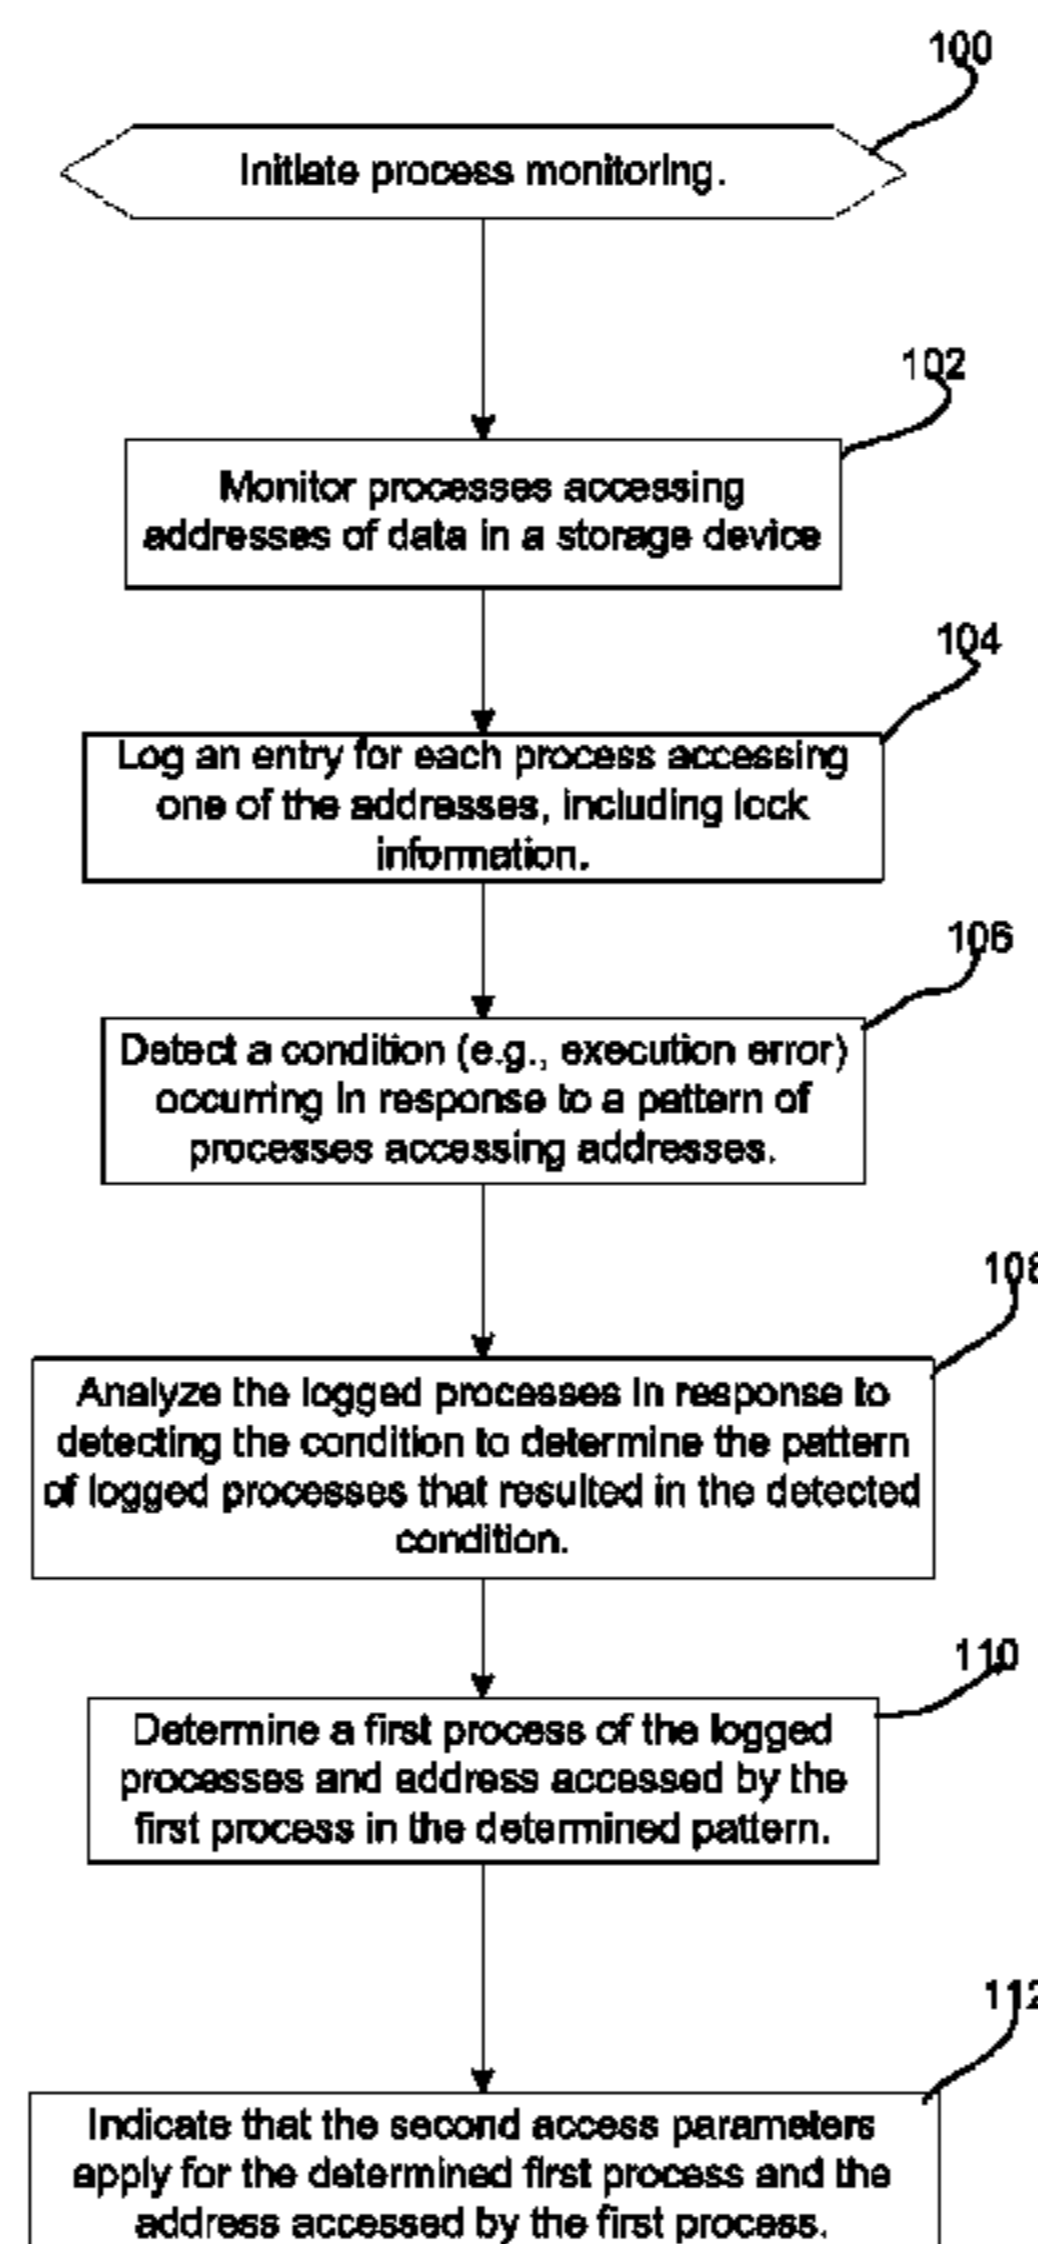 100
Initiate process monitoring.
102
Monitor processes accessing
addresses of data in a storage device
104
Log an entry for each process accessing
one of the addresses, including lock
information.
106
Detect a condition (e.g., execution error)
occurring in response to a pattern of
processes accessing addresses.
108
Analyze the logged processes in response to
detecting the condition to determine the pattern
of logged processes that resulted in the detected
condition.
110
Determine a first process of the logged
processes and address accessed by the
first process in the determined pattern.
112
Indicate that the second access parameters
apply for the determined first process and the
address accessed by the first process.